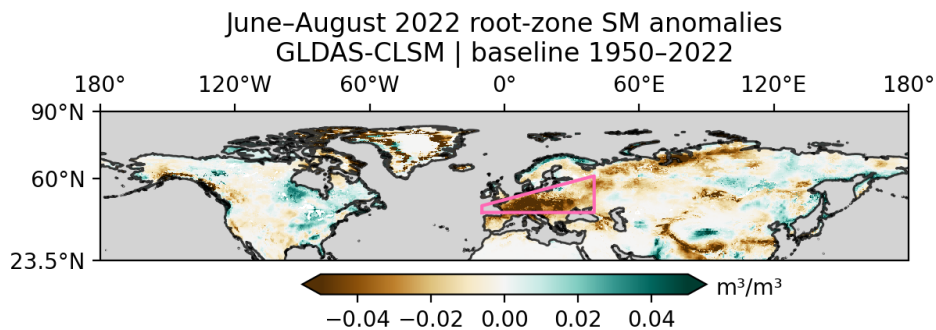 June–August 2022 root-zone SM anomalies
GLDAS-CLSM | baseline 1950–2022
180° 120°W 60°W 0° 60°E 120°E 180°
90°N
60°N
23.5°N
m³/m³
−0.04 −0.02 0.00 0.02 0.04